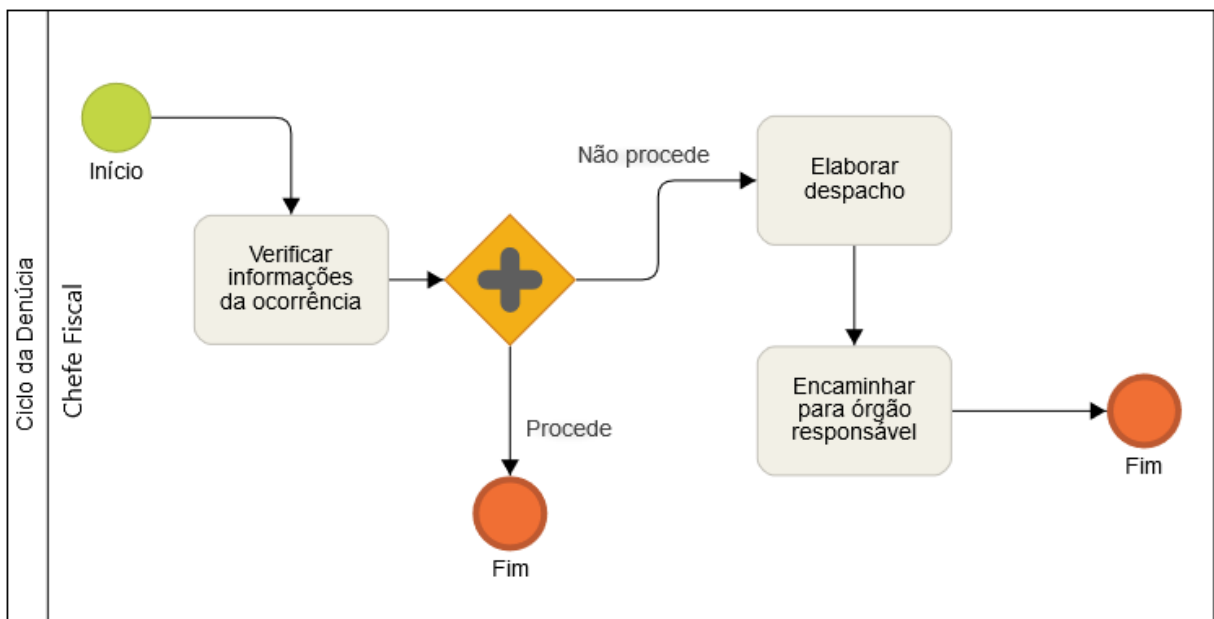 Ciclo da Denúcia
Chefe Fiscal
Início
Verificar
informações
da ocorrência
Não procede
Procede
Fim
Elaborar
despacho
Encaminhar
para órgão
responsável
Fim